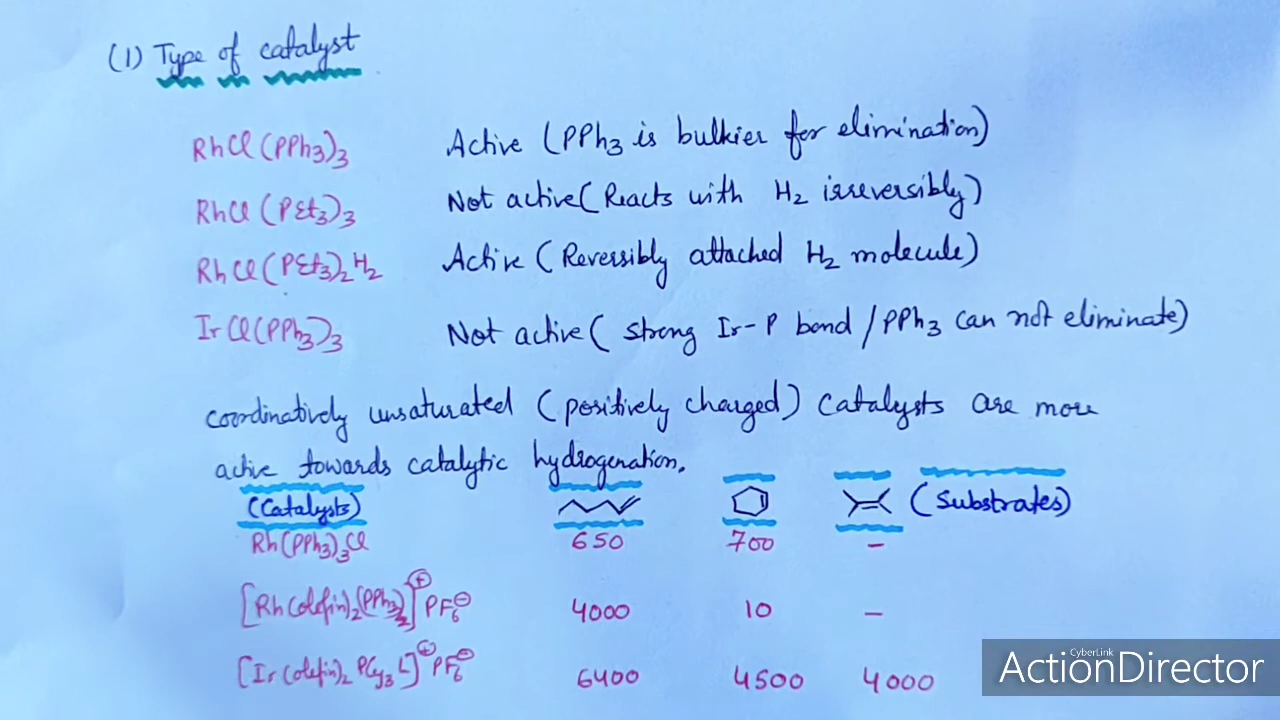 (1) Type of catalyst
RhCl(PPh3)3 Active (PPh3 is bulkier for elimination)
RhCl(PEt3)3 Not active (Reacts with H2 irreversibly)
RhCl(PEt3)2H2 Active (Reversibly attached H2 molecule)
IrCl(PPh3)3 Not active (strong Ir-P bond/PPh3 can not eliminate)
coordinatively unsaturated (positively charged) catalysts are more
active towards catalytic hydrogenation.
(Catalysts) (Substrates)
Rh(PPh3)3Cl 650 700 -
[Rh(olefin)2(PPh3)2]⊕ PF6⊖ 4000 10 -
[Ir(olefin)2 PCy3 L]⊕ PF6⊖ 6400 4500 4000
CyberLink
ActionDirector